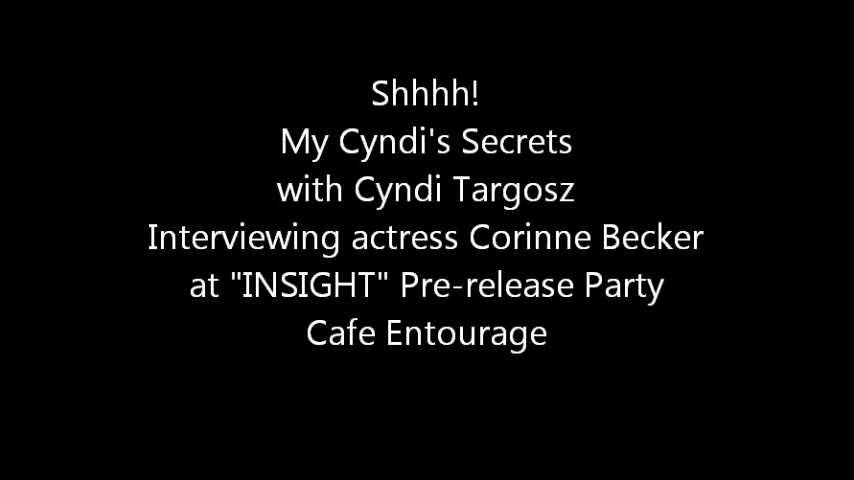 Shhhh!
My Cyndi's Secrets
with Cyndi Targosz
Interviewing actress Corinne Becker
at "INSIGHT" Pre-release Party
Cafe Entourage